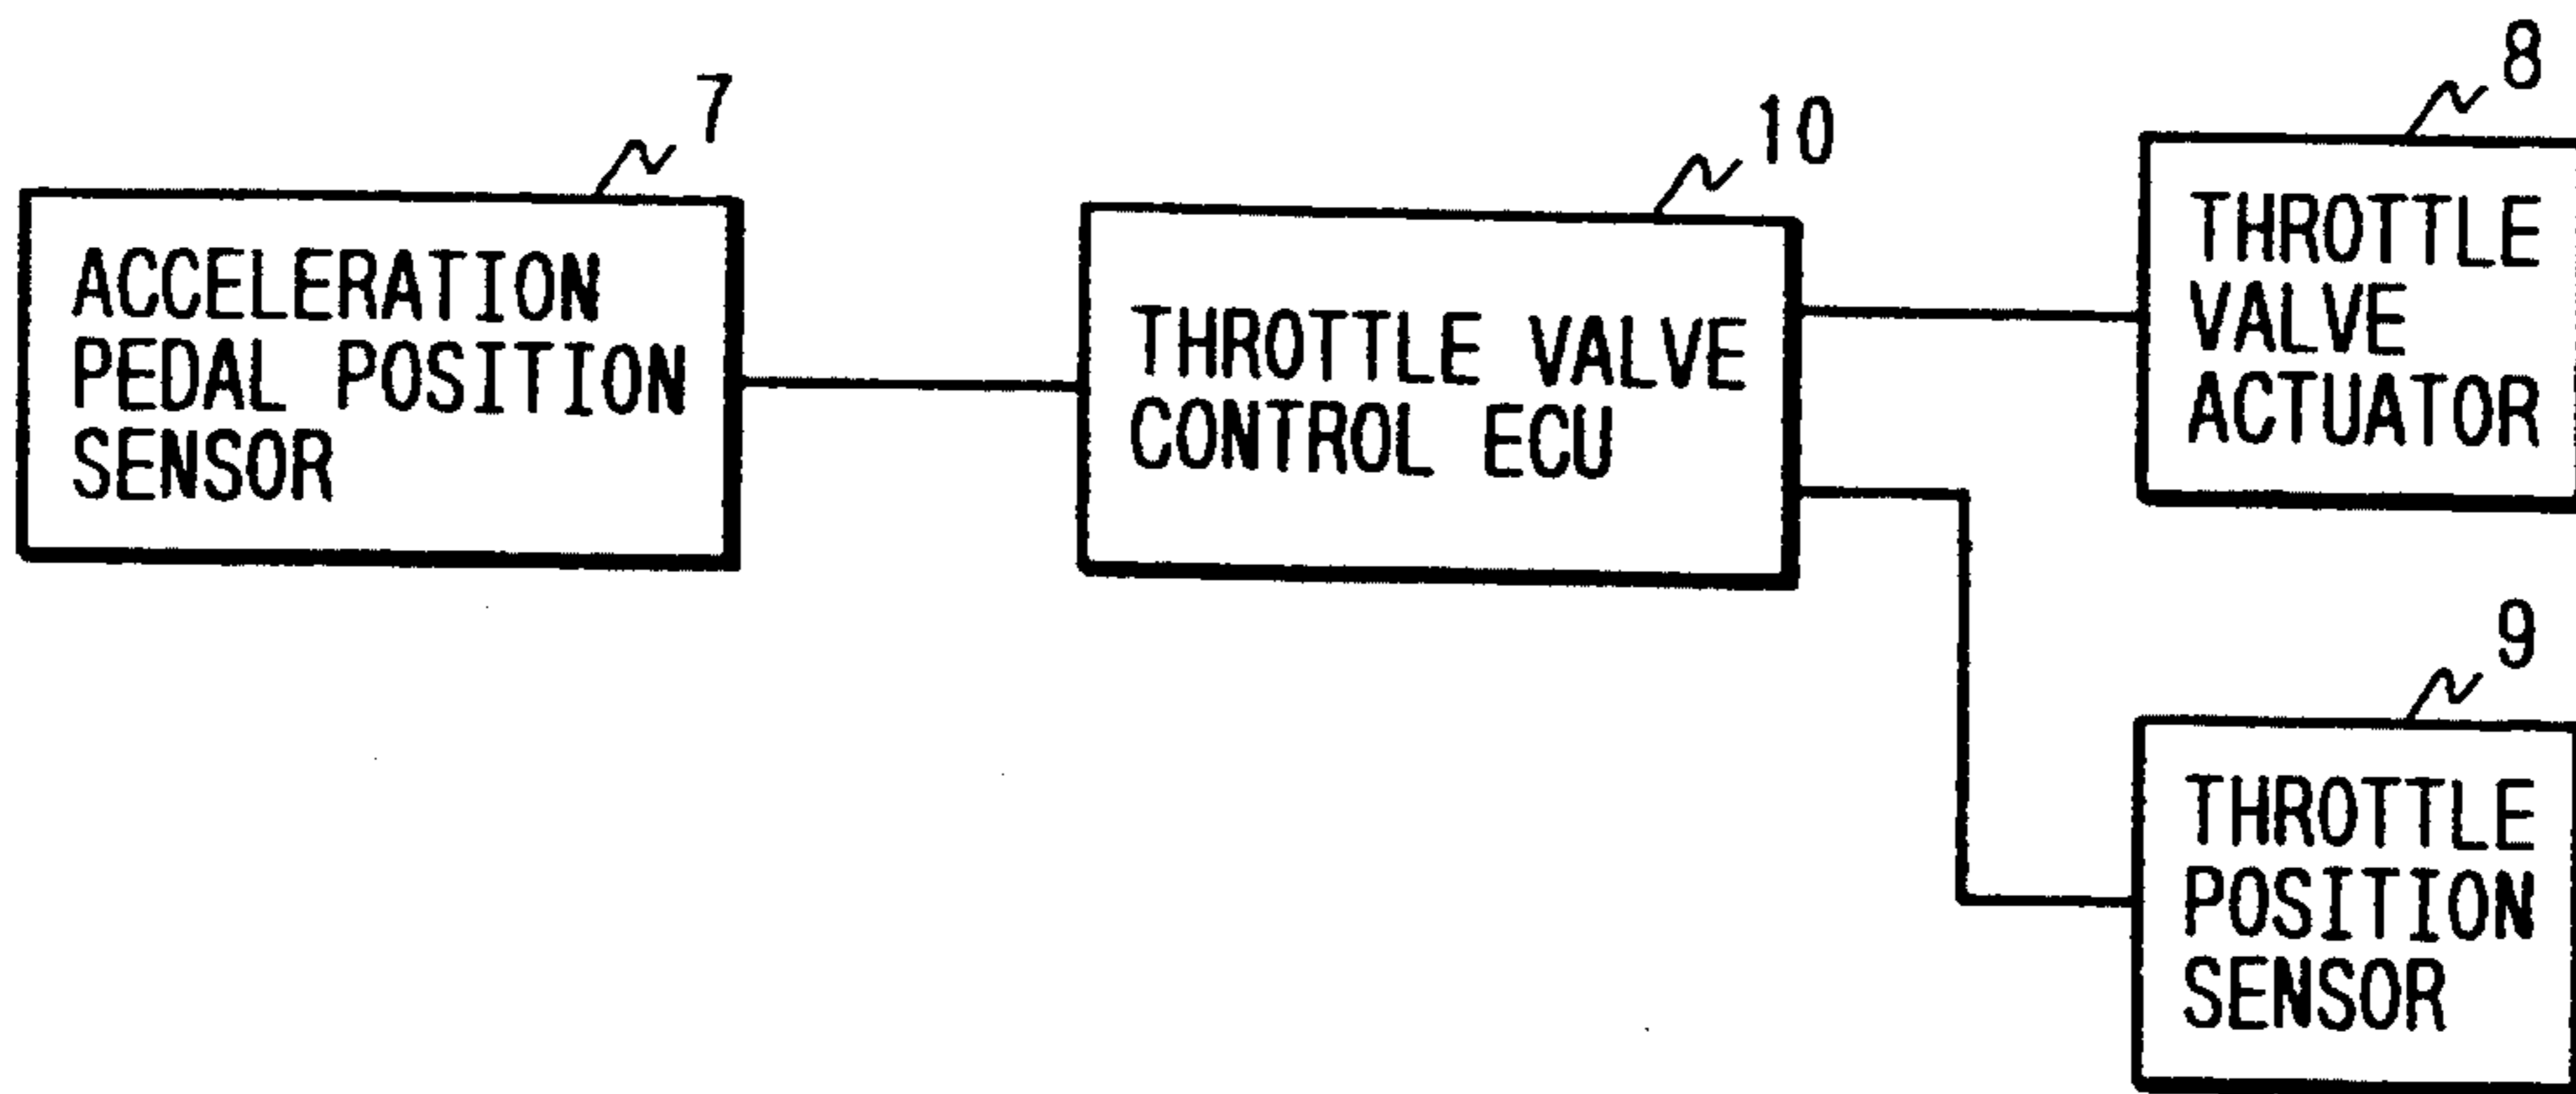 7
ACCELERATION
PEDAL POSITION
SENSOR
10
THROTTLE VALVE
CONTROL ECU
8
THROTTLE
VALVE
ACTUATOR
9
THROTTLE
POSITION
SENSOR